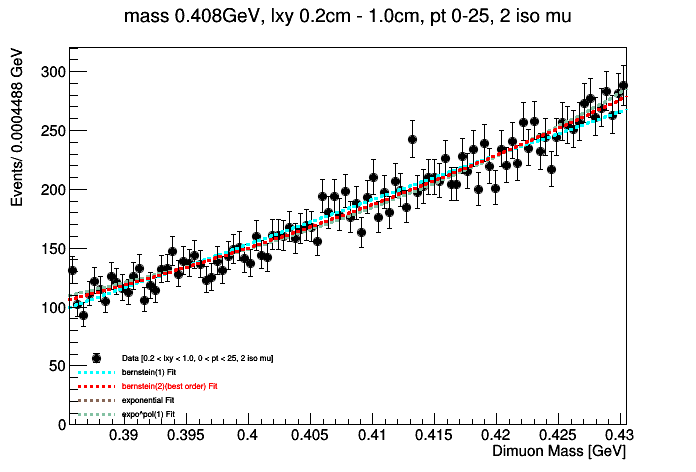 mass 0.408GeV, lxy 0.2cm - 1.0cm, pt 0-25, 2 iso mu
Events/ 0.0004488 GeV
300
250
200
150
100
50
0
Data [0.2 < lxy < 1.0, 0 < pt < 25, 2 iso mu]
bernstein(1) Fit
bernstein(2)(best order) Fit
exponential Fit
expo*pol(1) Fit
0.39 0.395 0.4 0.405 0.41 0.415 0.42 0.425 0.43
Dimuon Mass [GeV]